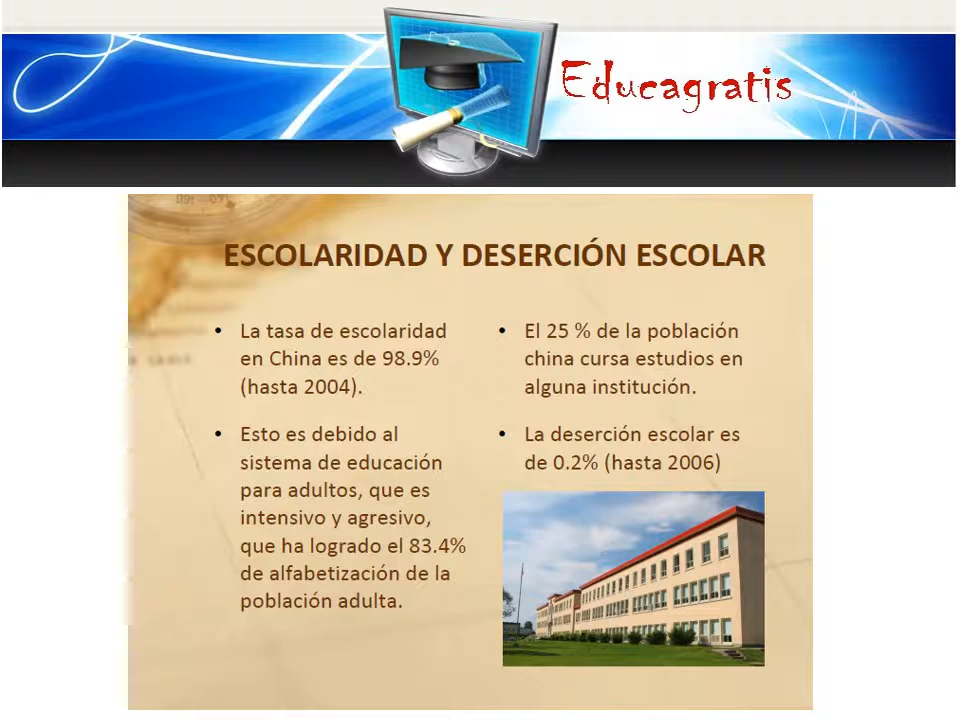 Educagratis
ESCOLARIDAD Y DESERCIÓN ESCOLAR
• La tasa de escolaridad
en China es de 98.9%
(hasta 2004).
• Esto es debido al
sistema de educación
para adultos, que es
intensivo y agresivo,
que ha logrado el 83.4%
de alfabetización de la
población adulta.
• El 25 % de la población
china cursa estudios en
alguna institución.
• La deserción escolar es
de 0.2% (hasta 2006)